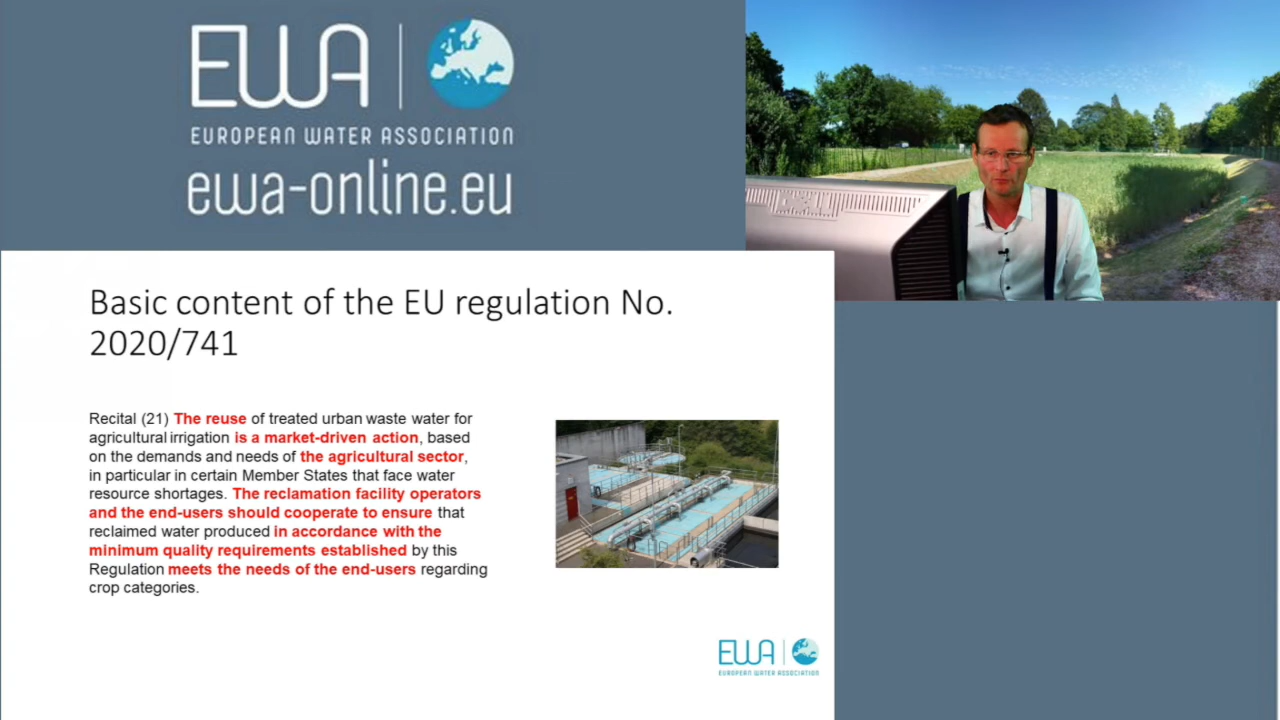 EWA
EUROPEAN WATER ASSOCIATION
ewa-online.eu
Basic content of the EU regulation No.
2020/741
Recital (21) The reuse of treated urban waste water for
agricultural irrigation is a market-driven action, based
on the demands and needs of the agricultural sector,
in particular in certain Member States that face water
resource shortages. The reclamation facility operators
and the end-users should cooperate to ensure that
reclaimed water produced in accordance with the
minimum quality requirements established by this
Regulation meets the needs of the end-users regarding
crop categories.
EWA
EUROPEAN WATER ASSOCIATION